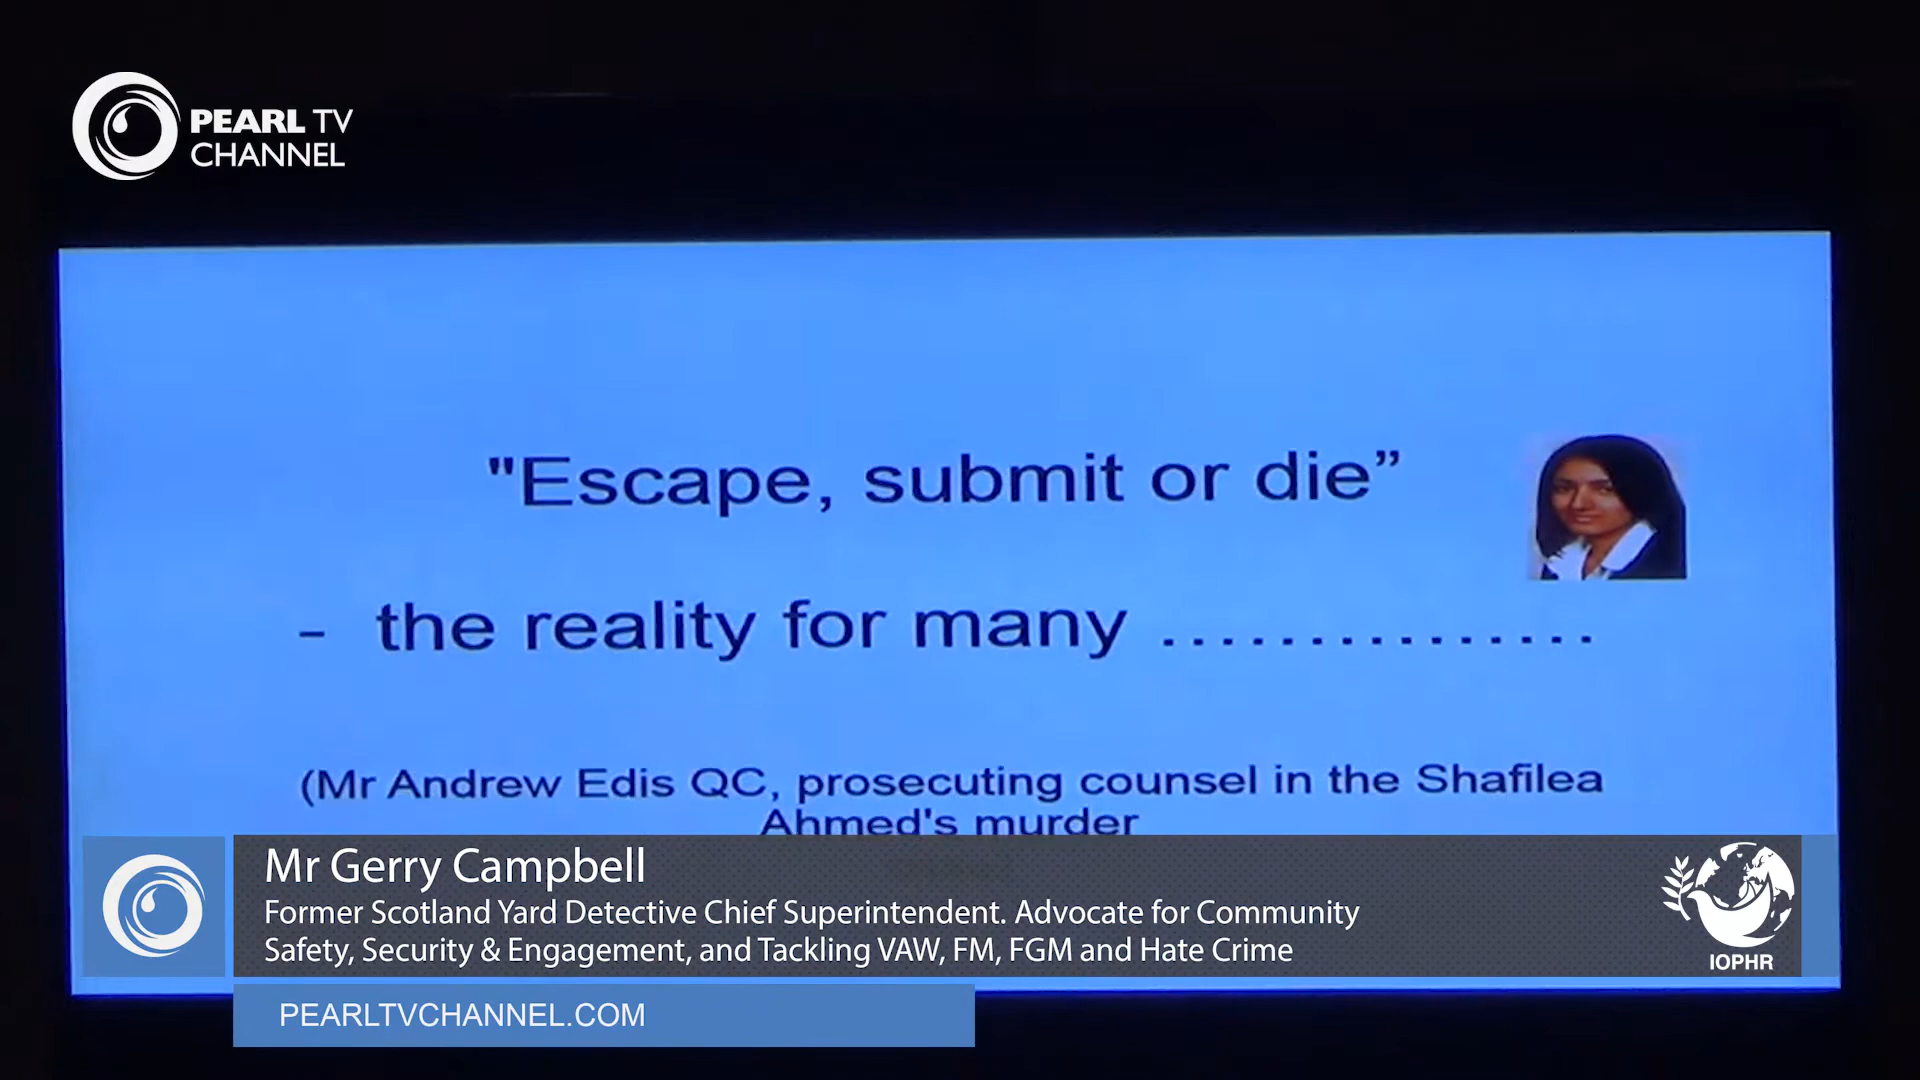 PEARL TV
CHANNEL
"Escape, submit or die”
- the reality for many ...............
(Mr Andrew Edis QC, prosecuting counsel in the Shafilea
Ahmed's murder
Mr Gerry Campbell
Former Scotland Yard Detective Chief Superintendent. Advocate for Community
Safety, Security & Engagement, and Tackling VAW, FM, FGM and Hate Crime
IOPHR
PEARLTVCHANNEL.COM